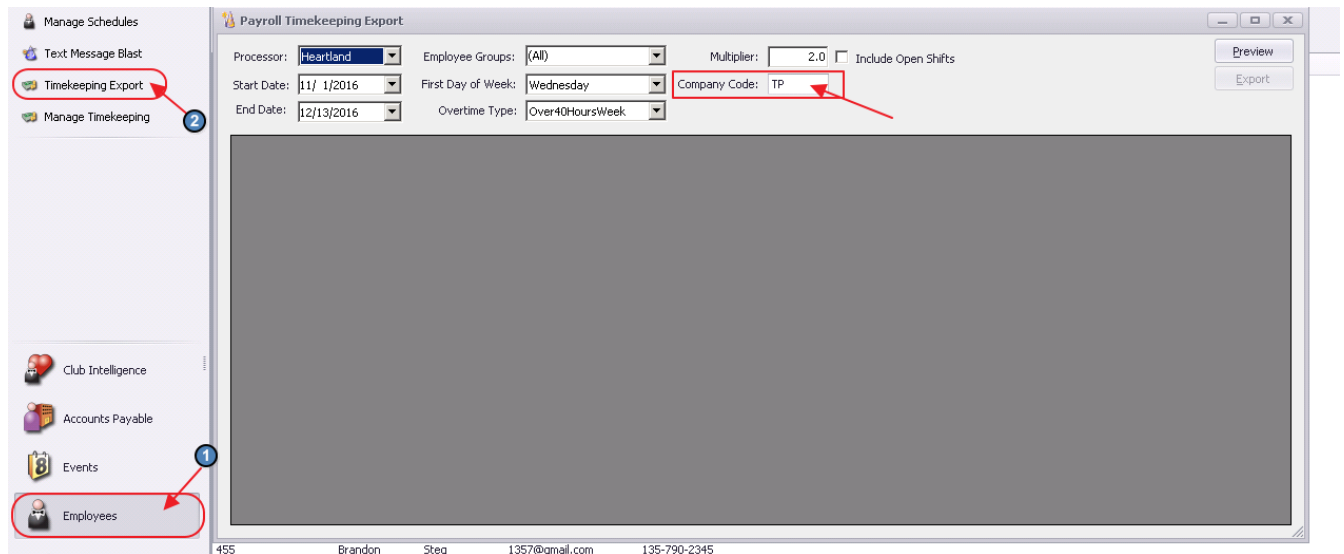 Manage Schedules
Text Message Blast
Timekeeping Export
2
Manage Timekeeping
Club Intelligence
Accounts Payable
1
8
Events
Employees
Payroll Timekeeping Export
Processor: Heartland Employee Groups: (All) Multiplier: 2.0 Include Open Shifts Preview
Start Date: 11/ 1/2016 First Day of Week: Wednesday Company Code: TP Export
End Date: 12/13/2016 Overtime Type: Over40HoursWeek
455 Brandon Steg 1357@gmail.com 135-790-2345